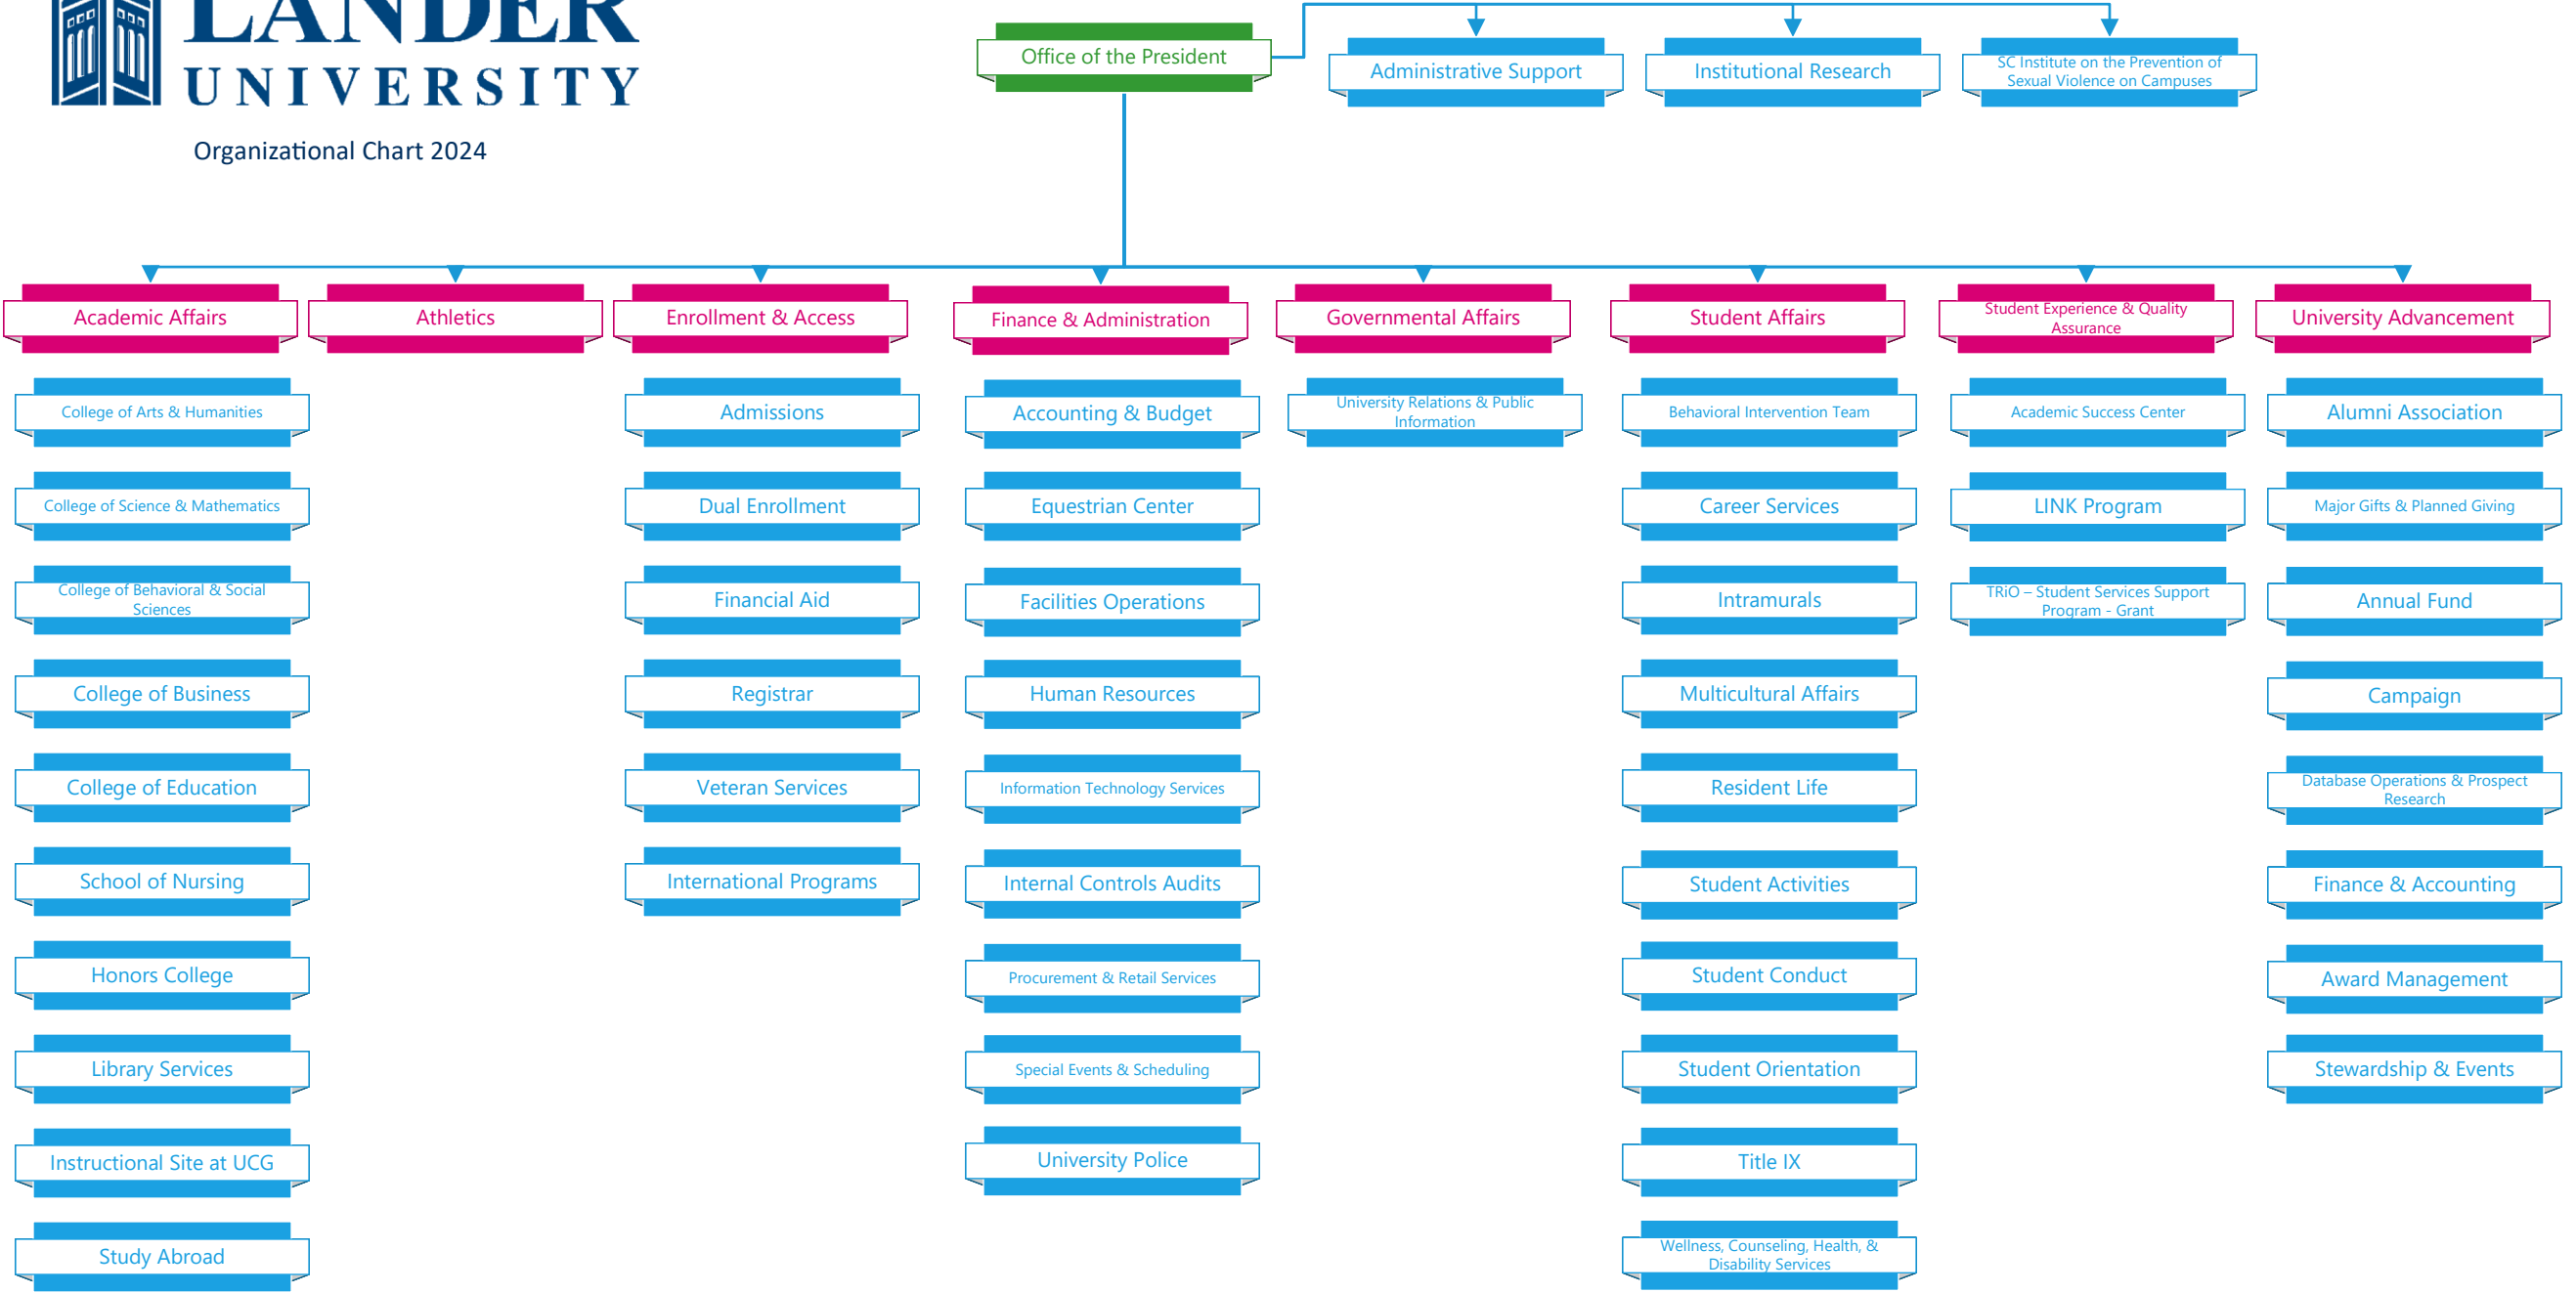 LANDER
UNIVERSITY
Organizational Chart 2024
Office of the President
Administrative Support
Institutional Research
SC Institute on the Prevention of
Sexual Violence on Campuses
Academic Affairs
Athletics
Enrollment & Access
Finance & Administration
Governmental Affairs
Student Affairs
Student Experience & Quality
Assurance
University Advancement
College of Arts & Humanities
College of Science & Mathematics
College of Behavioral & Social
Sciences
College of Business
College of Education
School of Nursing
Honors College
Library Services
Instructional Site at UCG
Study Abroad
Admissions
Dual Enrollment
Financial Aid
Registrar
Veteran Services
International Programs
Accounting & Budget
Equestrian Center
Facilities Operations
Human Resources
Information Technology Services
Internal Controls Audits
Procurement & Retail Services
Special Events & Scheduling
University Police
University Relations & Public
Information
Behavioral Intervention Team
Career Services
Intramurals
Multicultural Affairs
Resident Life
Student Activities
Student Conduct
Student Orientation
Title IX
Wellness, Counseling, Health, &
Disability Services
Academic Success Center
LINK Program
TRiO – Student Services Support
Program - Grant
Alumni Association
Major Gifts & Planned Giving
Annual Fund
Campaign
Database Operations & Prospect
Research
Finance & Accounting
Award Management
Stewardship & Events